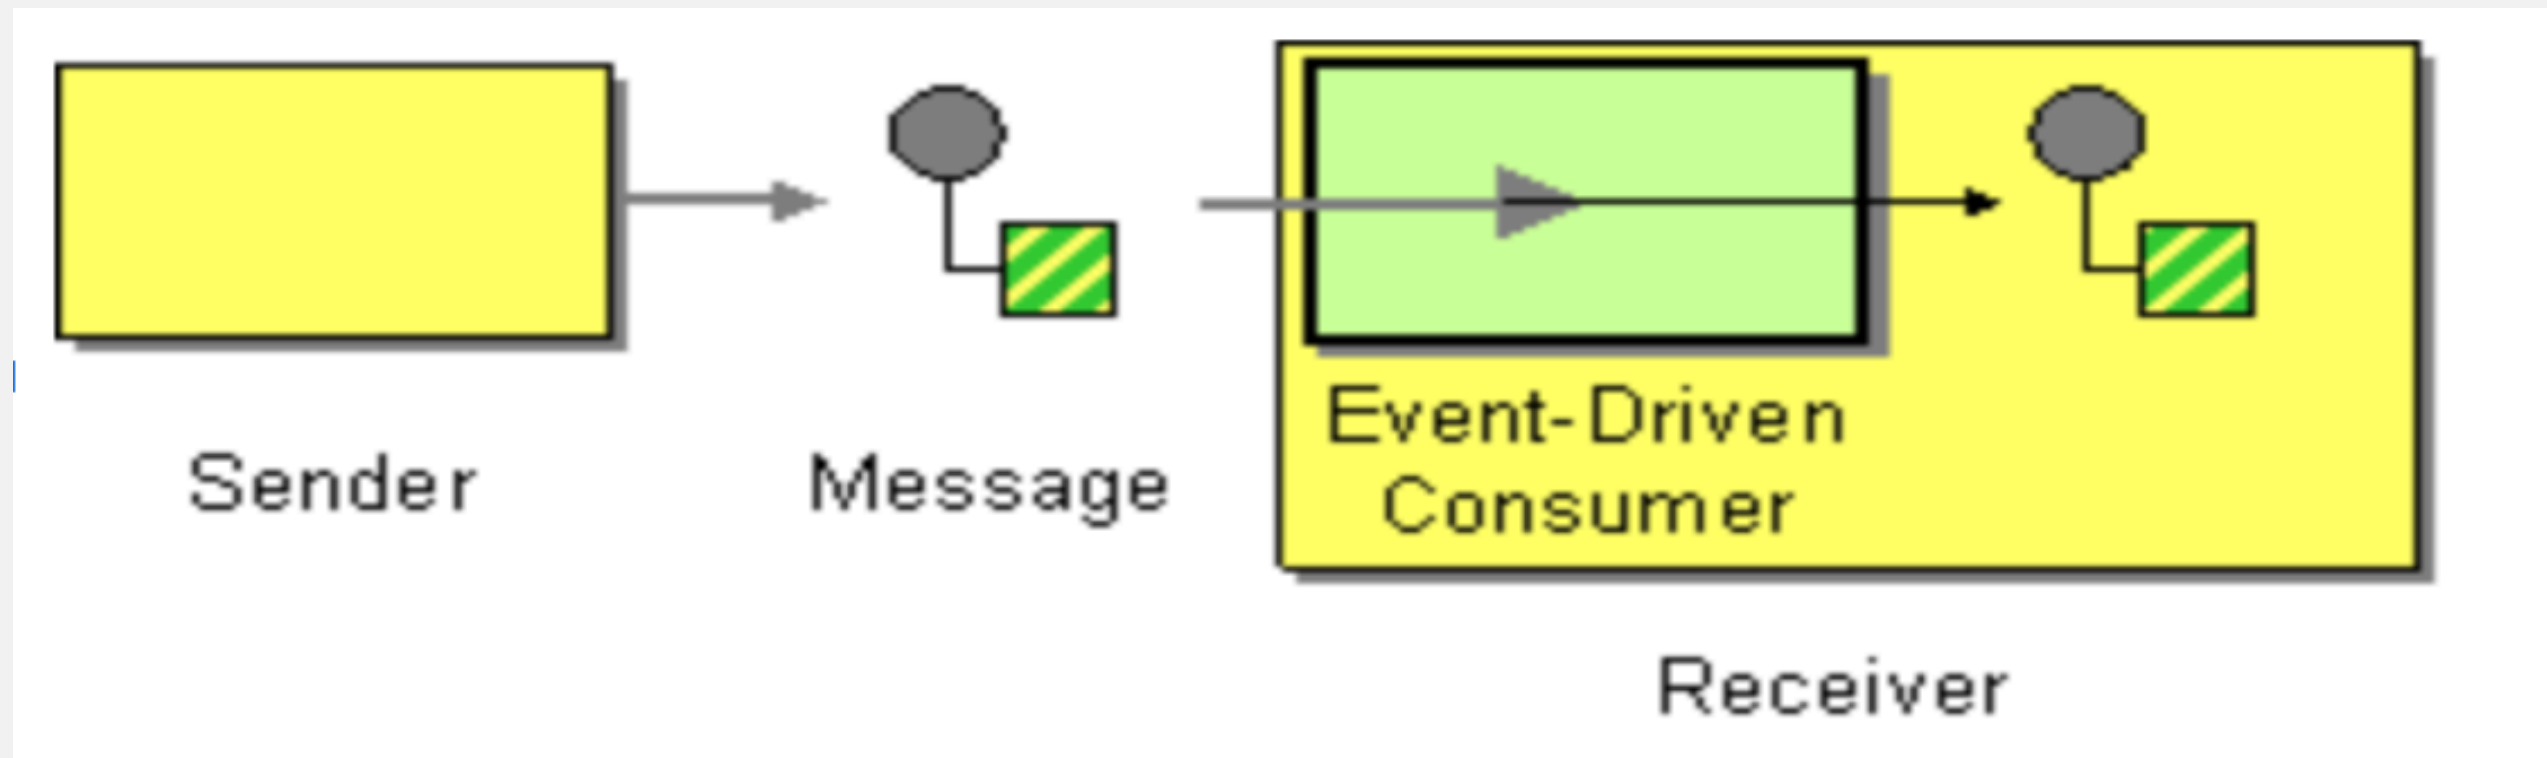 Sender
Message
Event-Driven
Consumer
Receiver